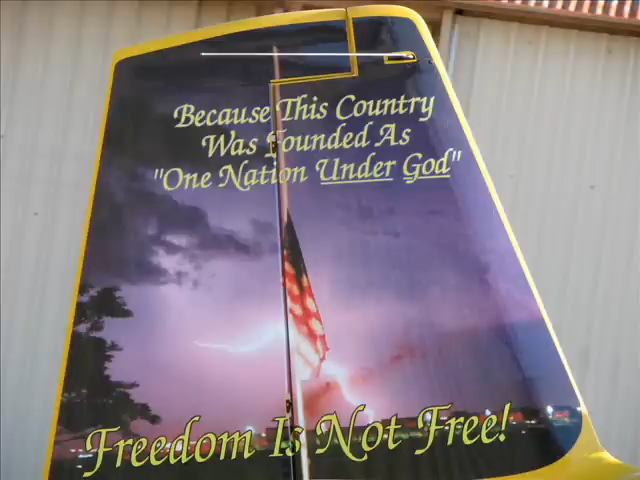 Because This Country
Was Founded As
"One Nation Under God"
Freedom Is Not Free!